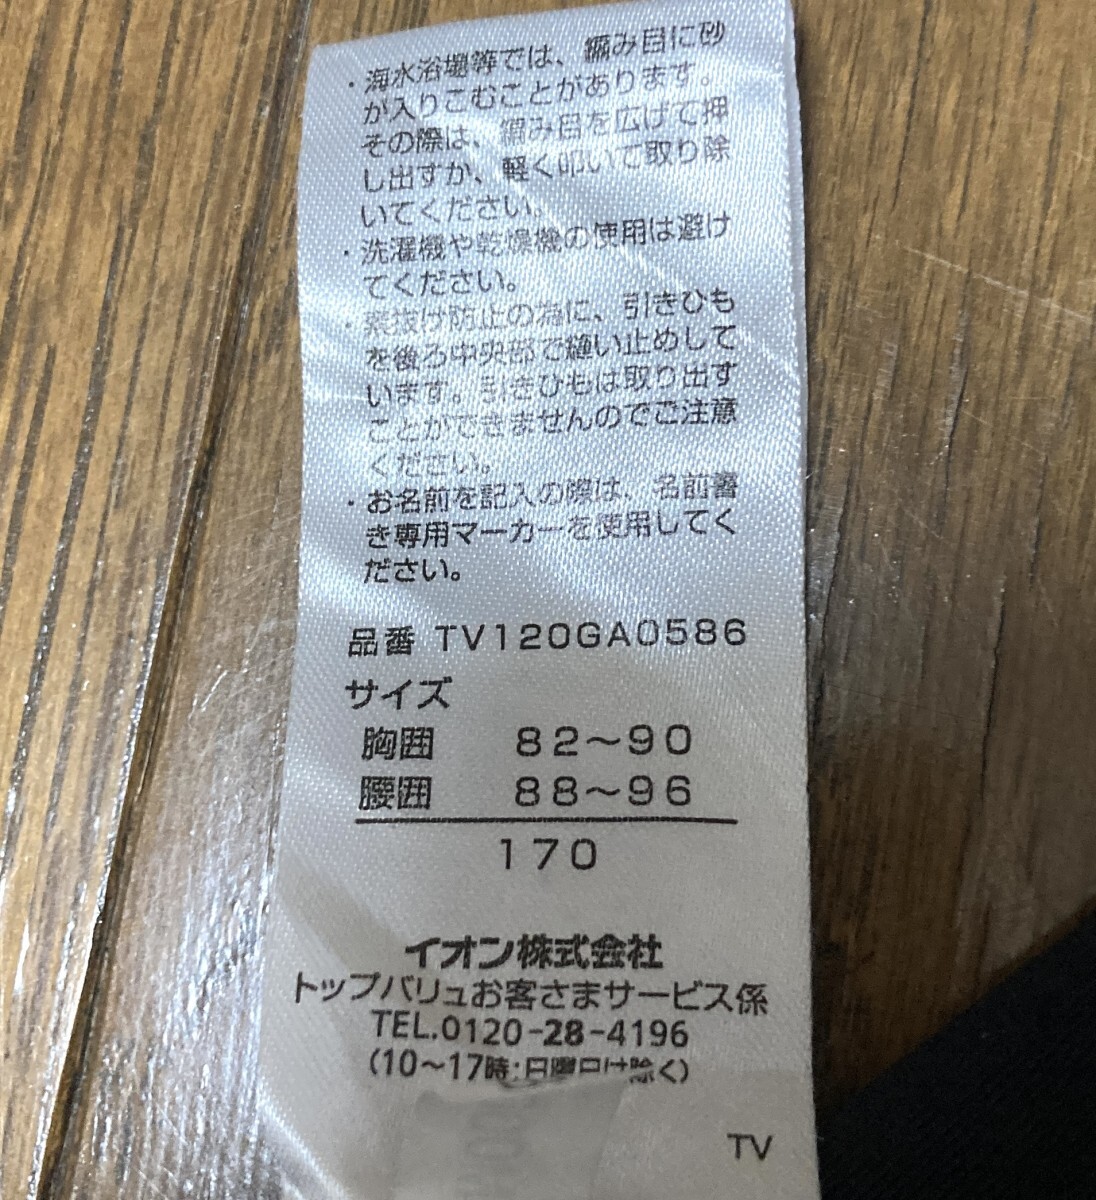 ・海水浴場等では、編み目に砂
が入りこむことがあります。
その際は、編み目を広げて押
し出すか、軽く叩いて取り除
いてください。
・洗濯機や乾燥機の使用は避け
てください。
・紐抜け防止の為に、引きひも
を後ろ中央部で縫い止めして
います。引きひもは取り出す
ことができませんのでご注意
ください。
・お名前を記入の際は、名前書
き専用マーカーを使用してく
ださい。
品番 TV120GA0586
サイズ
胸囲 82～90
腰囲 88～96
170
イオン株式会社
トップバリュお客さまサービス係
TEL.0120-28-4196
(10～17時:日曜日は除く)
TV